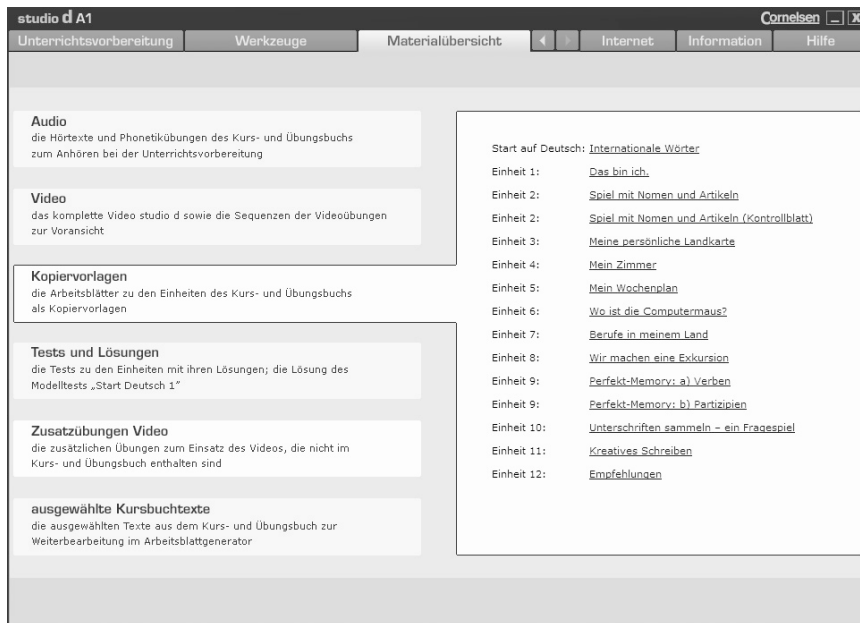 studio d A1
Cornelsen
Unterrichtsvorbereitung
Werkzeuge
Materialübersicht
Internet
Information
Hilfe
Audio
die Hörtexte und Phonetikübungen des Kurs- und Übungsbuchs
zum Anhören bei der Unterrichtsvorbereitung
Video
das komplette Video studio d sowie die Sequenzen der Videoübungen
zur Voransicht
Kopiervorlagen
die Arbeitsblätter zu den Einheiten des Kurs- und Übungsbuchs
als Kopiervorlagen
Tests und Lösungen
die Tests zu den Einheiten mit ihren Lösungen; die Lösung des
Modelltests „Start Deutsch 1“
Zusatzübungen Video
die zusätzlichen Übungen zum Einsatz des Videos, die nicht im
Kurs- und Übungsbuch enthalten sind
ausgewählte Kursbuchtexte
die ausgewählten Texte aus dem Kurs- und Übungsbuch zur
Weiterbearbeitung im Arbeitsblattgenerator
Start auf Deutsch: Internationale Wörter
Einheit 1: Das bin ich.
Einheit 2: Spiel mit Nomen und Artikeln
Einheit 2: Spiel mit Nomen und Artikeln (Kontrollblatt)
Einheit 3: Meine persönliche Landkarte
Einheit 4: Mein Zimmer
Einheit 5: Mein Wochenplan
Einheit 6: Wo ist die Computermaus?
Einheit 7: Berufe in meinem Land
Einheit 8: Wir machen eine Exkursion
Einheit 9: Perfekt-Memory: a) Verben
Einheit 9: Perfekt-Memory: b) Partizipien
Einheit 10: Unterschriften sammeln – ein Fragespiel
Einheit 11: Kreatives Schreiben
Einheit 12: Empfehlungen